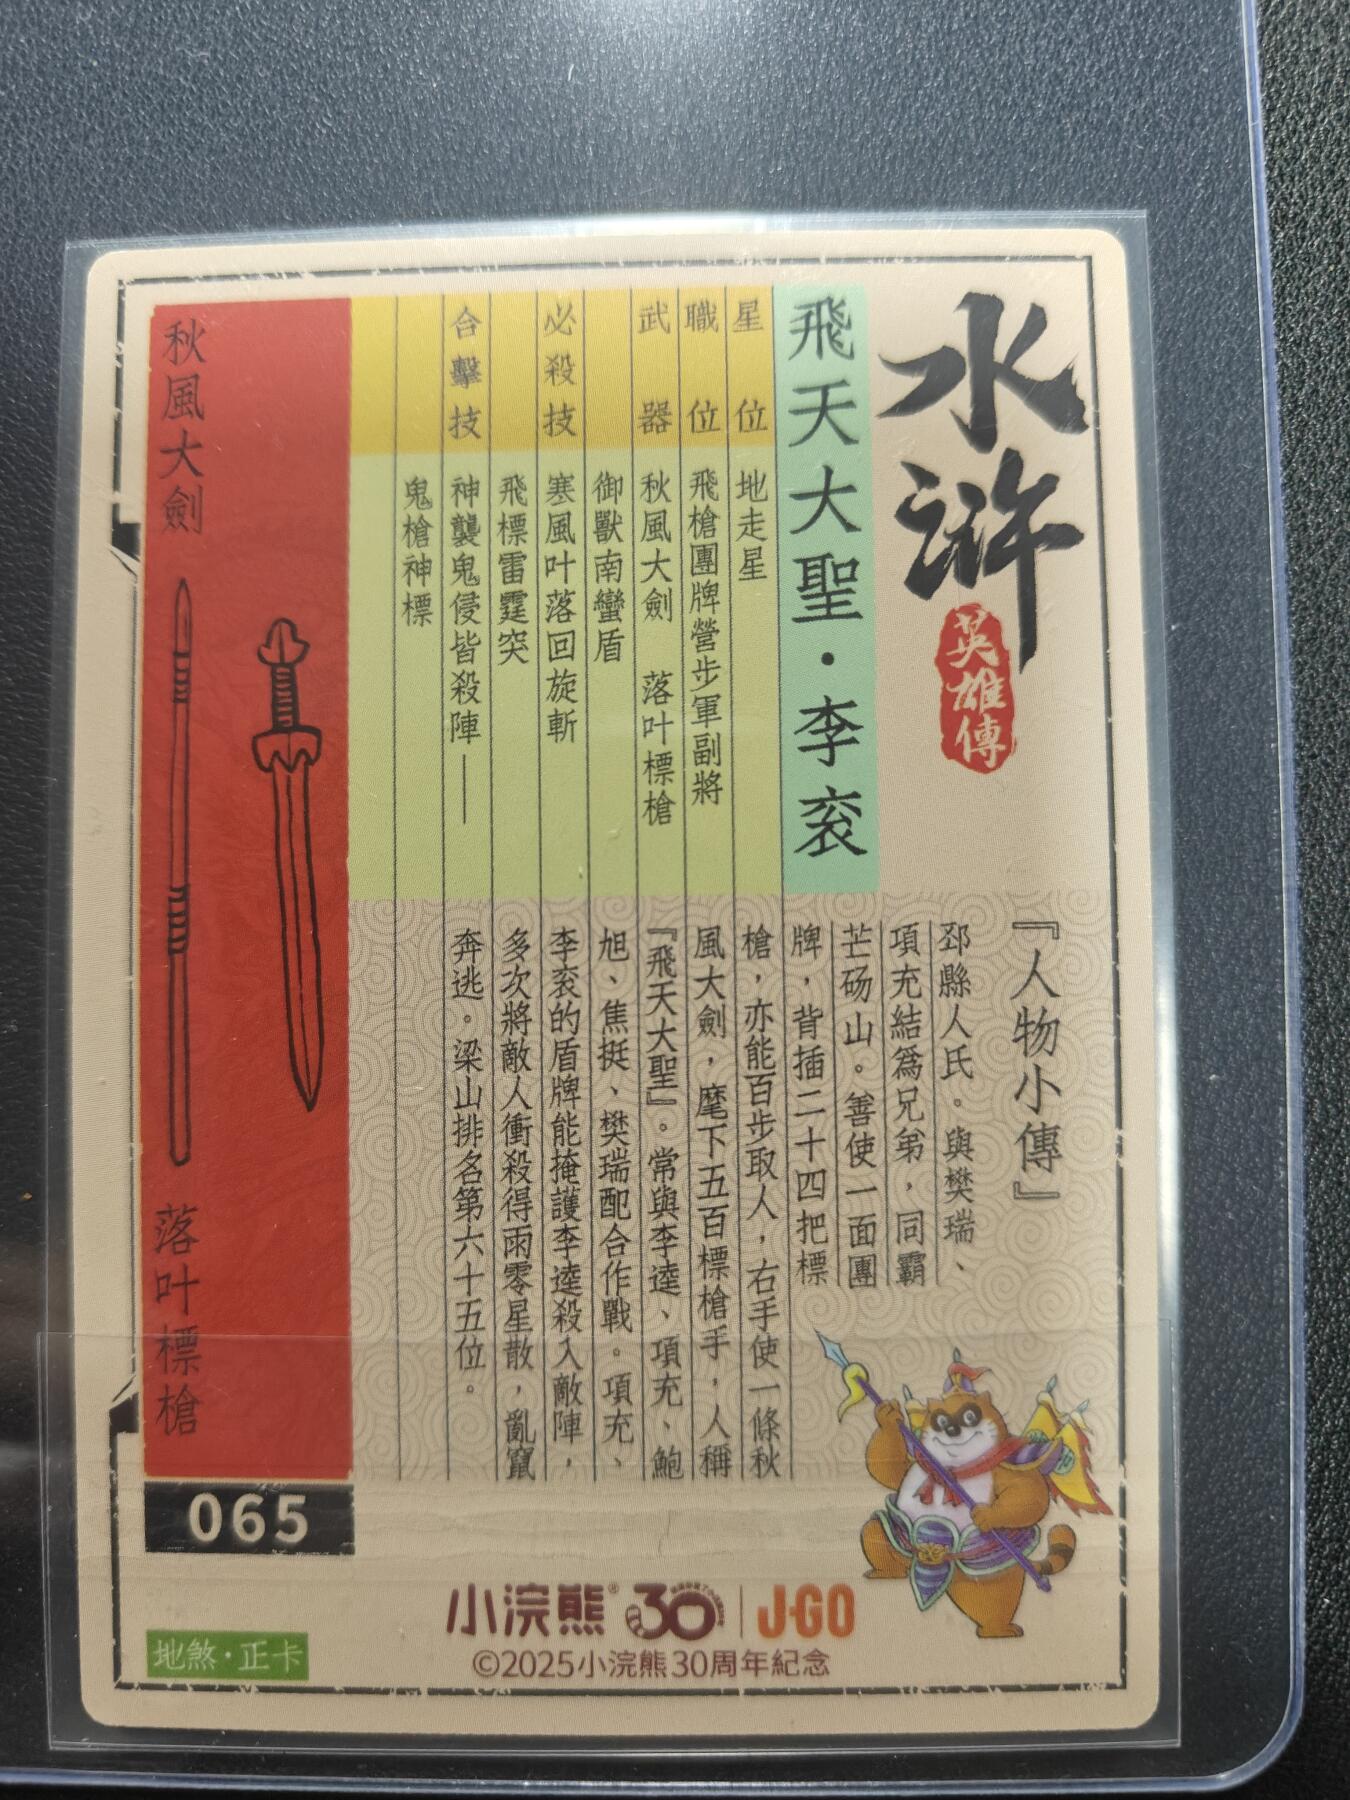 水滸
英雄傳
飛天大聖·李衮
星位 地走星
職位 飛槍團牌營步軍副將
武器 秋風大劍 落叶標槍
御獸南蠻盾
必殺技 寒風叶落回旋斬
飛標雷霆突
合擊技 神襲鬼侵皆殺陣——
鬼槍神標
『人物小傳』
邳縣人氏。與樊瑞、
項充結爲兄弟，同霸
芒砀山。善使一面團
牌，背插二十四把標
槍，亦能百步取人，右手使一條秋
風大劍，麾下五百標槍手，人稱
『飛天大聖』。常與李逵、項充、鮑
旭、焦挺、樊瑞配合作戰。項充、
李衮的盾牌能掩護李逵殺入敵陣，
多次將敵人衝殺得雨零星散，亂竄
奔逃。梁山排名第六十五位。
秋風大劍
落叶標槍
065
地煞·正卡
小浣熊® 30 J·GO
©2025小浣熊30周年紀念